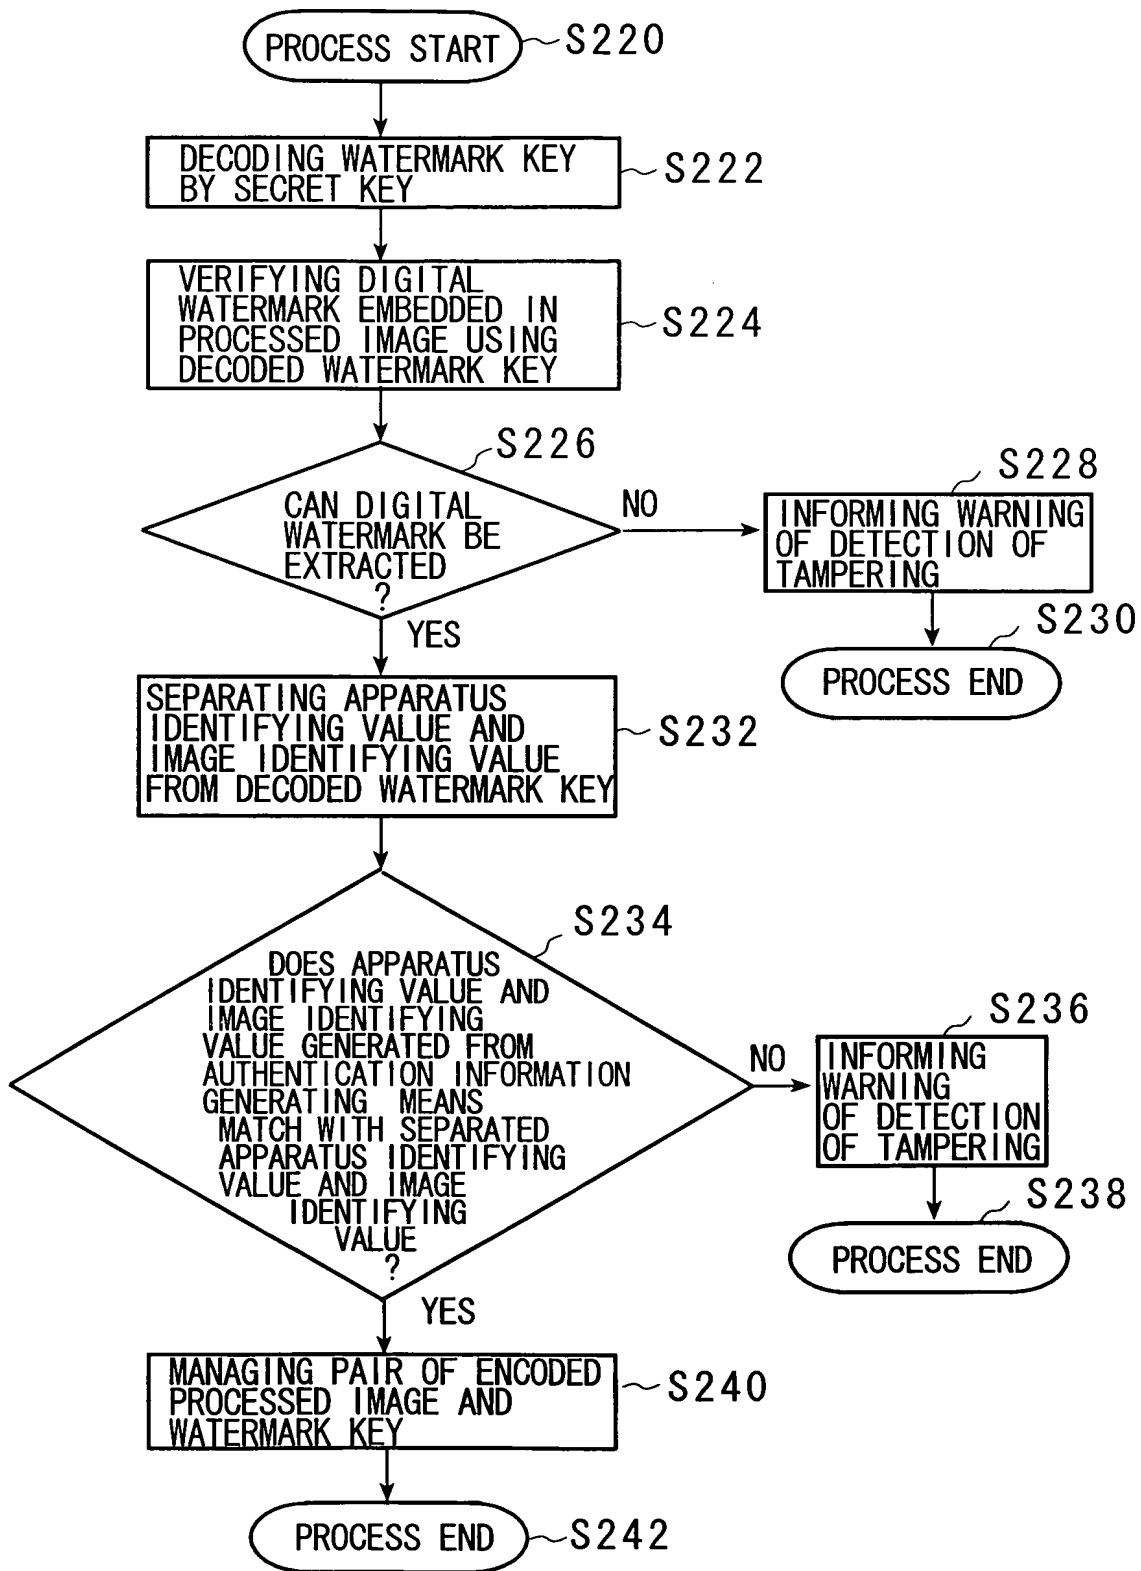 PROCESS START
S220
DECODING WATERMARK KEY
BY SECRET KEY
S222
VERIFYING DIGITAL
WATERMARK EMBEDDED IN
PROCESSED IMAGE USING
DECODED WATERMARK KEY
S224
S226
CAN DIGITAL
WATERMARK BE
EXTRACTED
?
NO
S228
INFORMING WARNING
OF DETECTION OF
TAMPERING
S230
PROCESS END
YES
SEPARATING APPARATUS
IDENTIFYING VALUE AND
IMAGE IDENTIFYING VALUE
FROM DECODED WATERMARK KEY
S232
S234
DOES APPARATUS
IDENTIFYING VALUE AND
IMAGE IDENTIFYING
VALUE GENERATED FROM
AUTHENTICATION INFORMATION
GENERATING MEANS
MATCH WITH SEPARATED
APPARATUS IDENTIFYING
VALUE AND IMAGE
IDENTIFYING
VALUE
?
NO
S236
INFORMING
WARNING
OF DETECTION
OF TAMPERING
S238
PROCESS END
YES
MANAGING PAIR OF ENCODED
PROCESSED IMAGE AND
WATERMARK KEY
S240
PROCESS END
S242